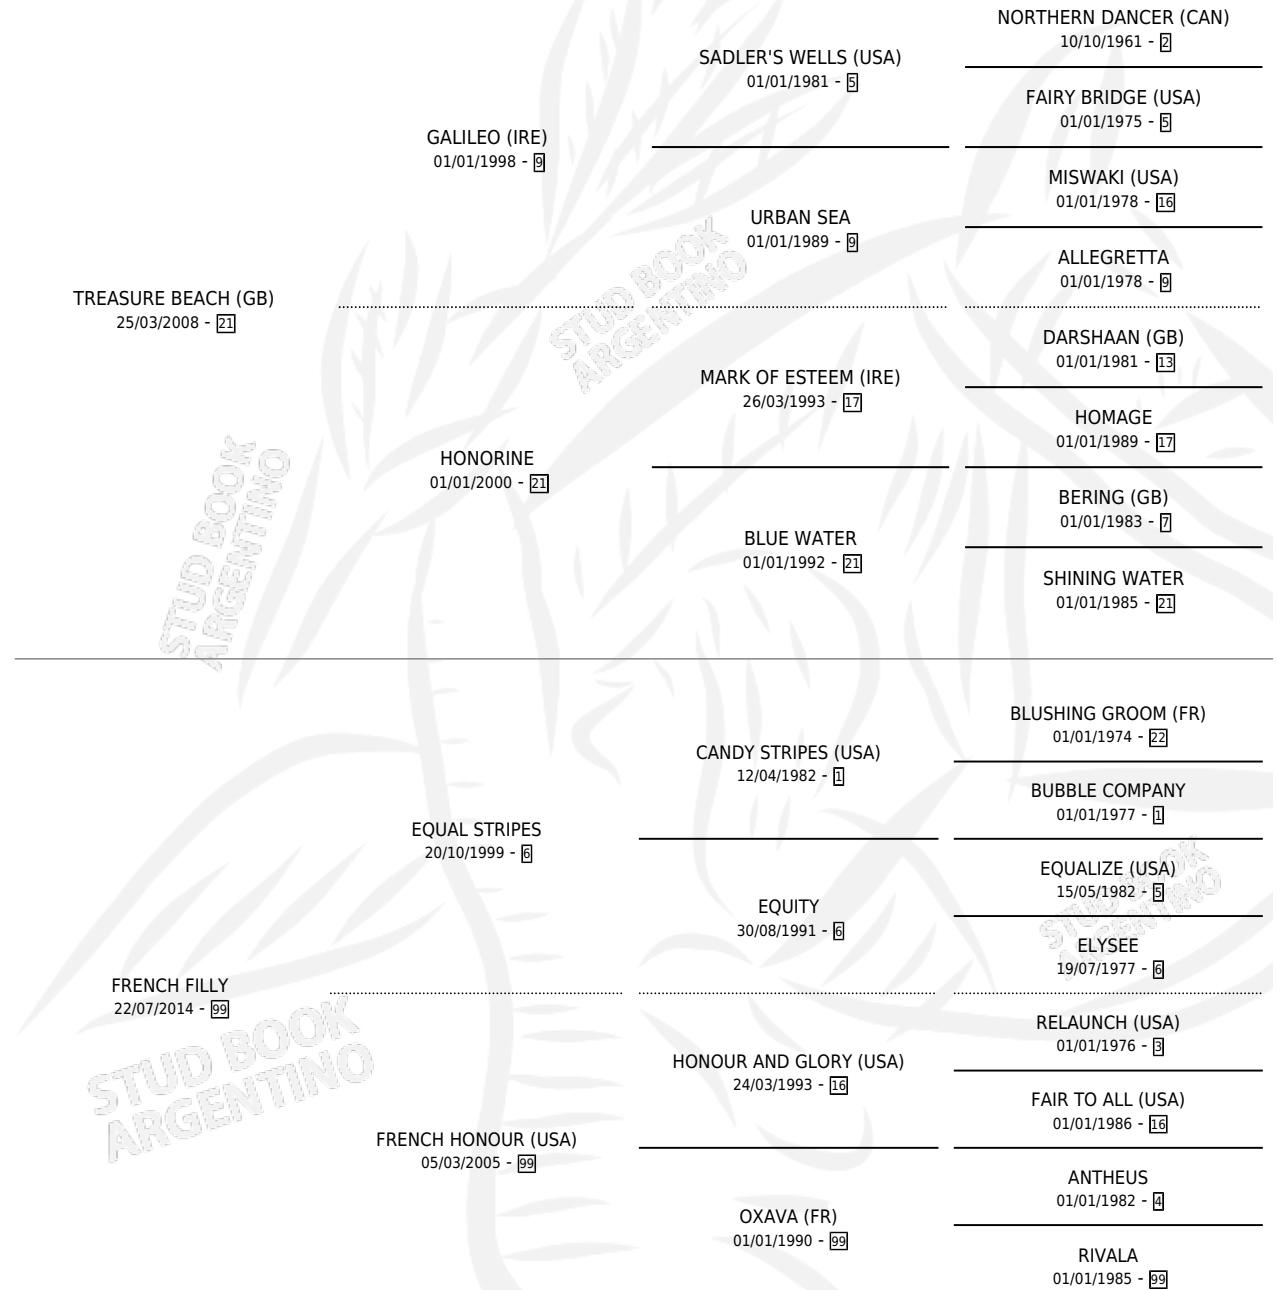 NORTHERN DANCER (CAN)
10/10/1961 - 2
SADLER'S WELLS (USA)
01/01/1981 - 5
FAIRY BRIDGE (USA)
01/01/1975 - 5
GALILEO (IRE)
01/01/1998 - 9
MISWAKI (USA)
01/01/1978 - 16
URBAN SEA
01/01/1989 - 9
ALLEGRETTA
01/01/1978 - 9
TREASURE BEACH (GB)
25/03/2008 - 21
STUD BOOK
ARGENTINO
DARSHAAN (GB)
01/01/1981 - 13
MARK OF ESTEEM (IRE)
26/03/1993 - 17
HOMAGE
01/01/1989 - 17
HONORINE
01/01/2000 - 21
BERING (GB)
01/01/1983 - 7
BLUE WATER
01/01/1992 - 21
SHINING WATER
01/01/1985 - 21
STUD BOOK
ARGENTINO
BLUSHING GROOM (FR)
01/01/1974 - 22
CANDY STRIPES (USA)
12/04/1982 - 1
BUBBLE COMPANY
01/01/1977 - 1
EQUAL STRIPES
20/10/1999 - 6
EQUALIZE (USA)
15/05/1982 - 5
EQUITY
30/08/1991 - 6
ELYSEE
19/07/1977 - 6
STUD BOOK
ARGENTINO
FRENCH FILLY
22/07/2014 - 99
RELAUNCH (USA)
01/01/1976 - 3
HONOUR AND GLORY (USA)
24/03/1993 - 16
FAIR TO ALL (USA)
01/01/1986 - 16
STUD BOOK
ARGENTINO
FRENCH HONOUR (USA)
05/03/2005 - 99
ANTHEUS
01/01/1982 - 4
OXAVA (FR)
01/01/1990 - 99
RIVALA
01/01/1985 - 99